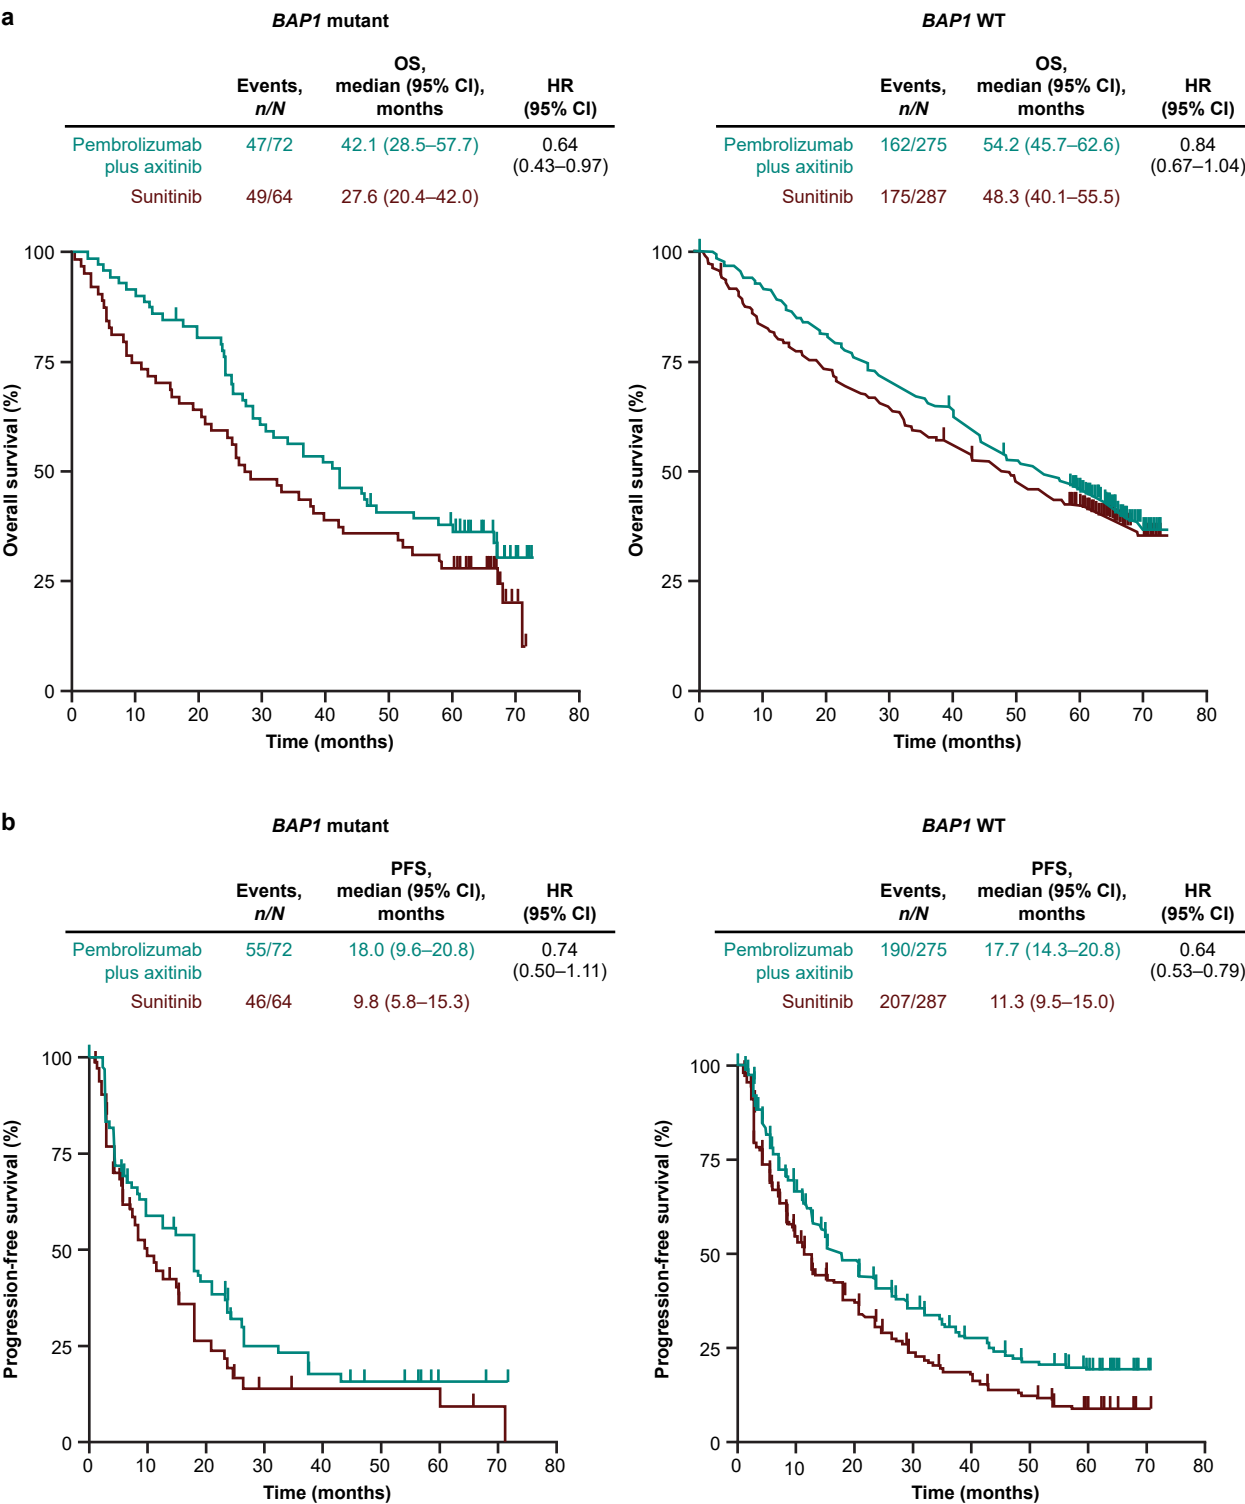 a
BAP1 mutant
Events, n/N
OS, median (95% CI), months
HR (95% CI)
Pembrolizumab plus axitinib 47/72 42.1 (28.5–57.7) 0.64 (0.43–0.97)
Sunitinib 49/64 27.6 (20.4–42.0)
100
75
50
25
0
Overall survival (%)
0 10 20 30 40 50 60 70 80
Time (months)
BAP1 WT
Events, n/N
OS, median (95% CI), months
HR (95% CI)
Pembrolizumab plus axitinib 162/275 54.2 (45.7–62.6) 0.84 (0.67–1.04)
Sunitinib 175/287 48.3 (40.1–55.5)
100
75
50
25
0
Overall survival (%)
0 10 20 30 40 50 60 70 80
Time (months)
b
BAP1 mutant
Events, n/N
PFS, median (95% CI), months
HR (95% CI)
Pembrolizumab plus axitinib 55/72 18.0 (9.6–20.8) 0.74 (0.50–1.11)
Sunitinib 46/64 9.8 (5.8–15.3)
100
75
50
25
0
Progression-free survival (%)
0 10 20 30 40 50 60 70 80
Time (months)
BAP1 WT
Events, n/N
PFS, median (95% CI), months
HR (95% CI)
Pembrolizumab plus axitinib 190/275 17.7 (14.3–20.8) 0.64 (0.53–0.79)
Sunitinib 207/287 11.3 (9.5–15.0)
100
75
50
25
0
Progression-free survival (%)
0 10 20 30 40 50 60 70 80
Time (months)